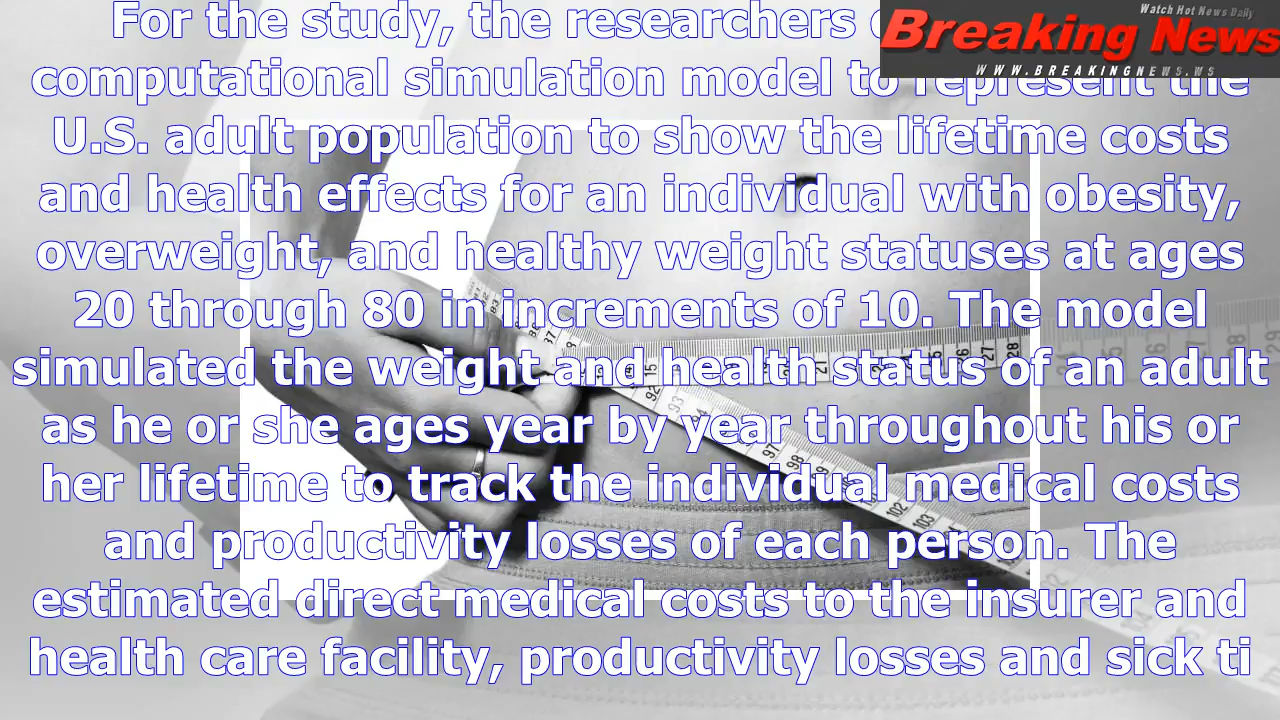 For the study, the researchers
Watch Hot News Daily
Breaking News
WWW.BREAKINGNEWS.WS
computational simulation model to represent the
U.S. adult population to show the lifetime costs
and health effects for an individual with obesity,
overweight, and healthy weight statuses at ages
20 through 80 in increments of 10. The model
simulated the weight and health status of an adult
as he or she ages year by year throughout his or
her lifetime to track the individual medical costs
and productivity losses of each person. The
estimated direct medical costs to the insurer and
health care facility, productivity losses and sick ti